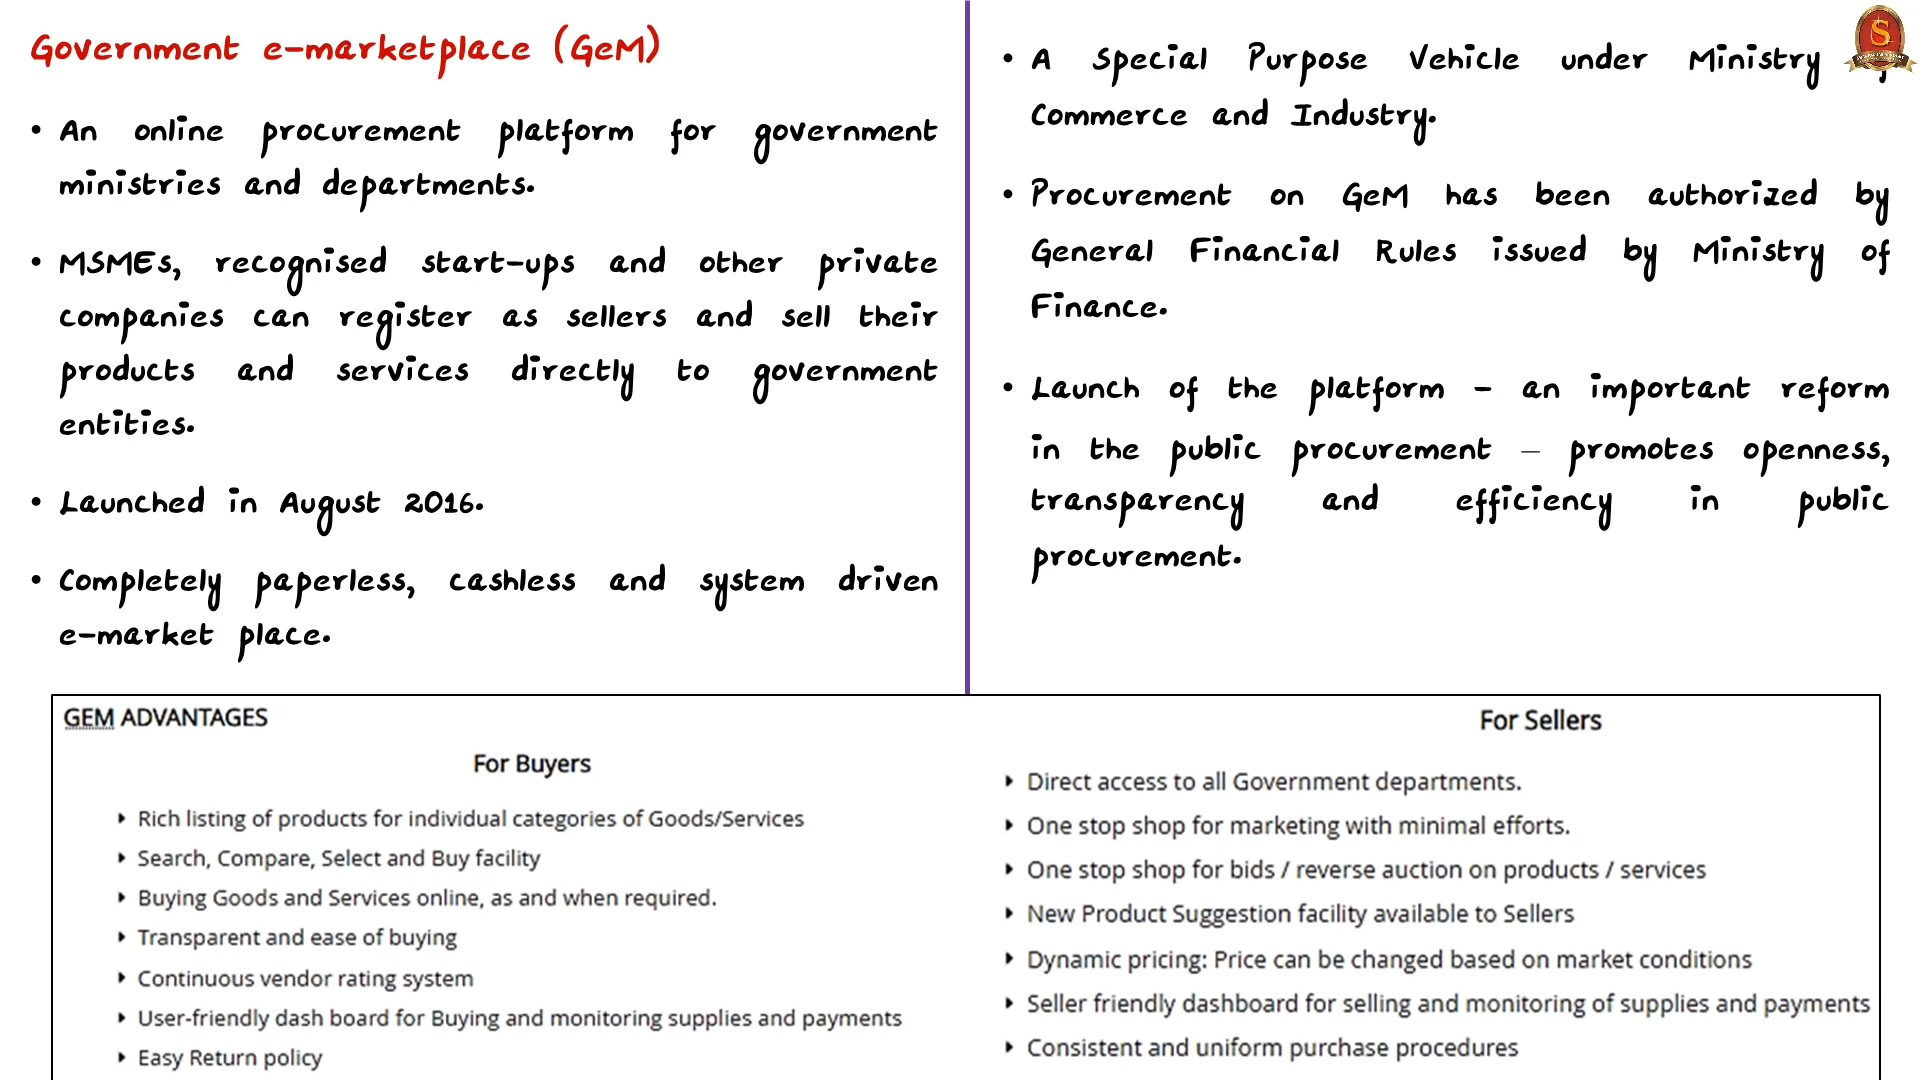 Government e-marketplace (GeM)
• An online procurement platform for government
ministries and departments.
• MSMEs, recognised start-ups and other private
companies can register as sellers and sell their
products and services directly to government
entities.
• Launched in August 2016.
• Completely paperless, cashless and system driven
e-market place.
• A Special Purpose Vehicle under Ministry
Commerce and Industry.
• Procurement on GeM has been authorized by
General Financial Rules issued by Ministry of
Finance.
• Launch of the platform - an important reform
in the public procurement – promotes openness,
transparency and efficiency in public
procurement.
GEM ADVANTAGES
For Buyers
Rich listing of products for individual categories of Goods/Services
Search, Compare, Select and Buy facility
Buying Goods and Services online, as and when required.
Transparent and ease of buying
Continuous vendor rating system
User-friendly dash board for Buying and monitoring supplies and payments
Easy Return policy
For Sellers
Direct access to all Government departments.
One stop shop for marketing with minimal efforts.
One stop shop for bids / reverse auction on products / services
New Product Suggestion facility available to Sellers
Dynamic pricing: Price can be changed based on market conditions
Seller friendly dashboard for selling and monitoring of supplies and payments
Consistent and uniform purchase procedures
S